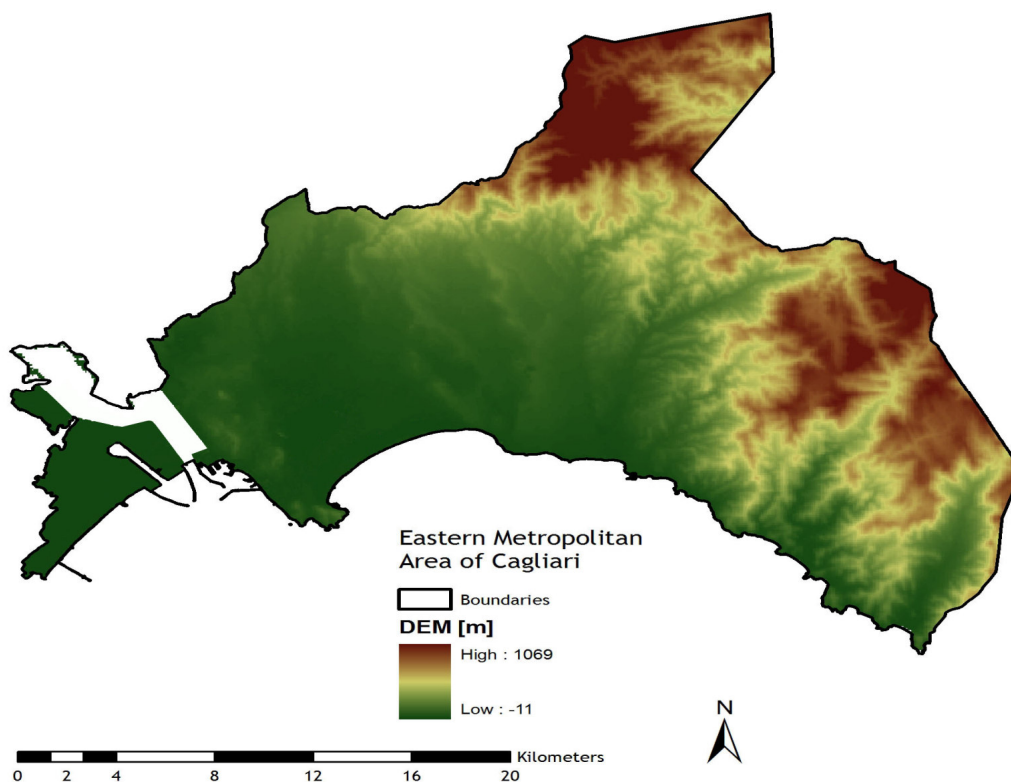 Eastern Metropolitan
Area of Cagliari
Boundaries
DEM [m]
High : 1069
Low : -11
N
Kilometers
0 2 4 8 12 16 20